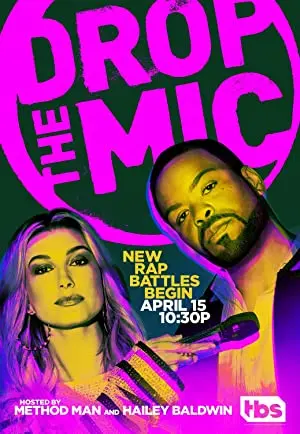 DROP
THE
MIC
NEW
RAP
BATTLES
BEGIN
APRIL 15
10:30P
HOSTED BY
METHOD MAN AND HAILEY BALDWIN
tbs